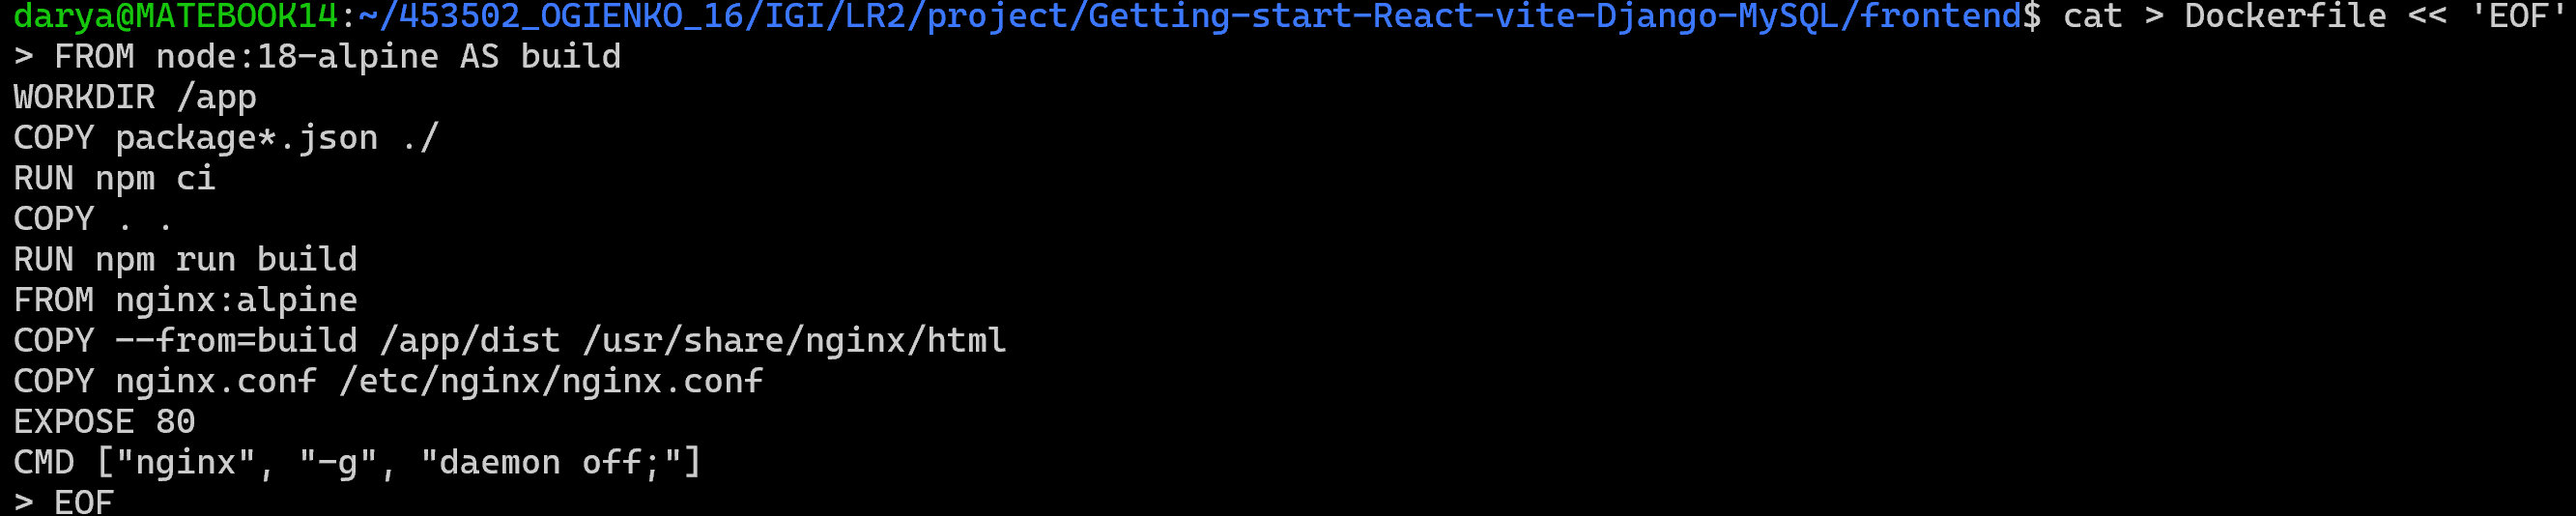 darya@MATEBOOK14:~/453502_OGIENKO_16/IGI/LR2/project/Getting-start-React-vite-Django-MySQL/frontend$ cat > Dockerfile << 'EOF'
> FROM node:18-alpine AS build
WORKDIR /app
COPY package*.json ./
RUN npm ci
COPY . .
RUN npm run build
FROM nginx:alpine
COPY --from=build /app/dist /usr/share/nginx/html
COPY nginx.conf /etc/nginx/nginx.conf
EXPOSE 80
CMD ["nginx", "-g", "daemon off;"]
> EOF